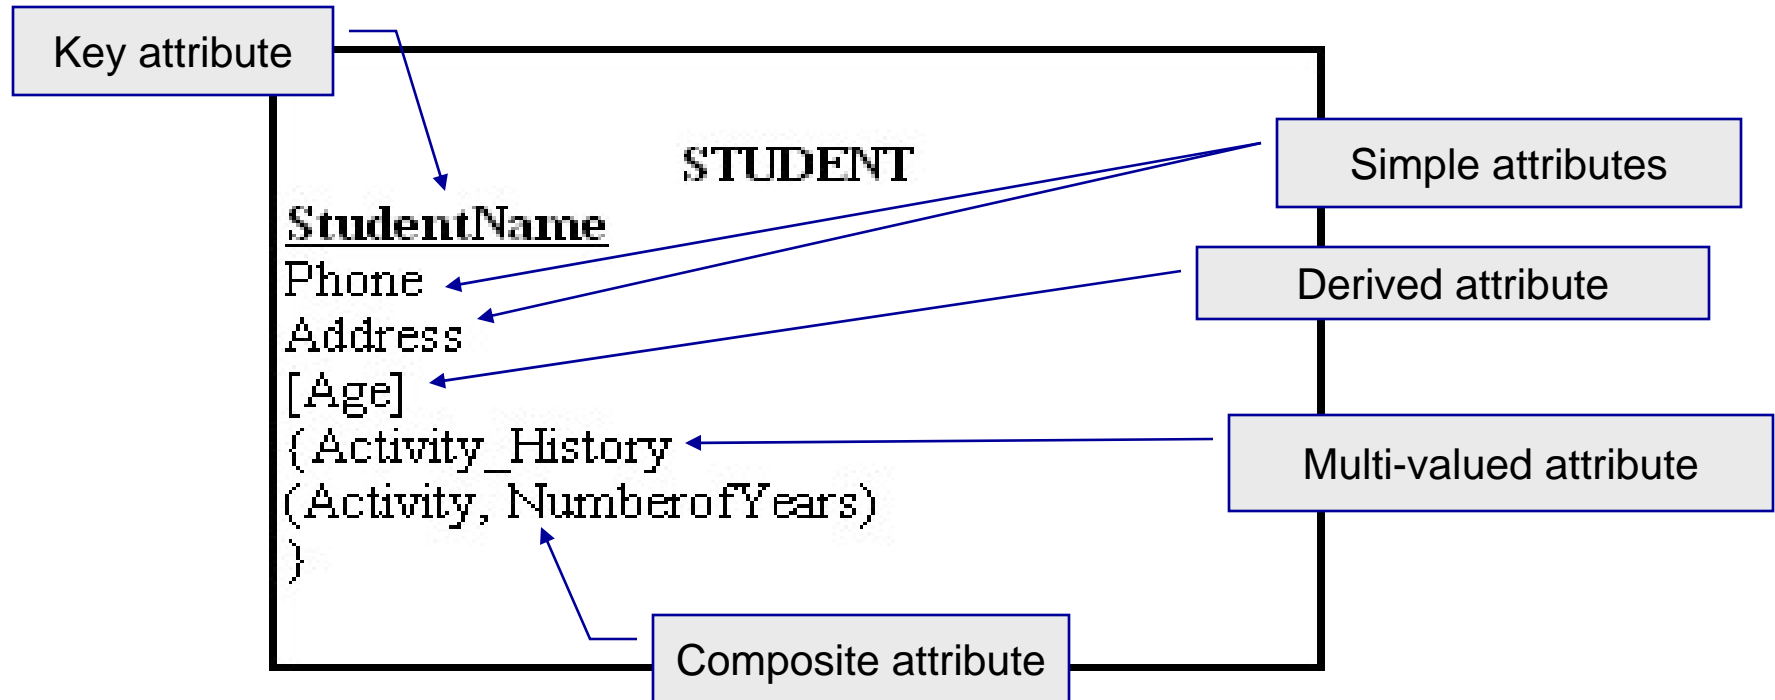 Key attribute
STUDENT
Simple attributes
StudentName
Phone
Derived attribute
Address
[Age]
{Activity_History
Multi-valued attribute
(Activity, NumberofYears)
}
Composite attribute